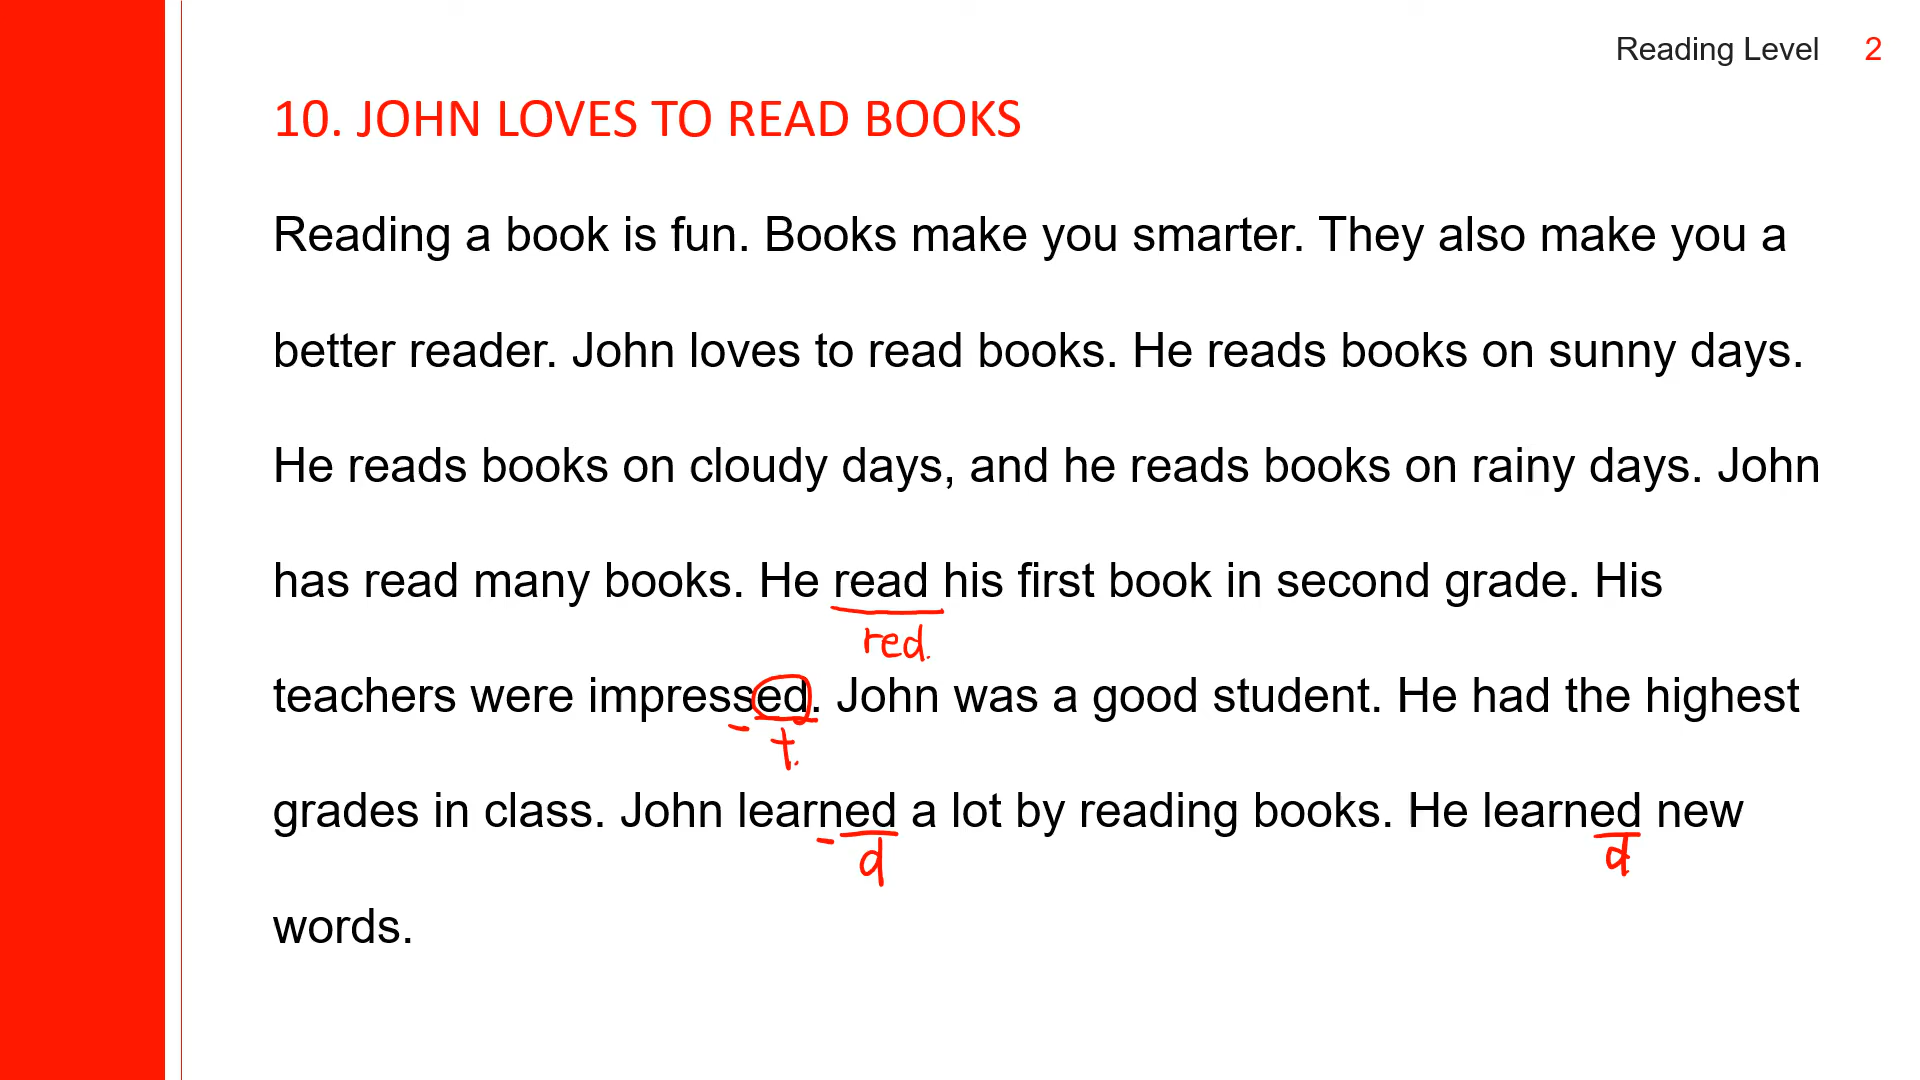 Reading Level 2
10. JOHN LOVES TO READ BOOKS
Reading a book is fun. Books make you smarter. They also make you a
better reader. John loves to read books. He reads books on sunny days.
He reads books on cloudy days, and he reads books on rainy days. John
has read many books. He read his first book in second grade. His
red.
teachers were impressed. John was a good student. He had the highest
t.
grades in class. John learned a lot by reading books. He learned new
d d
words.